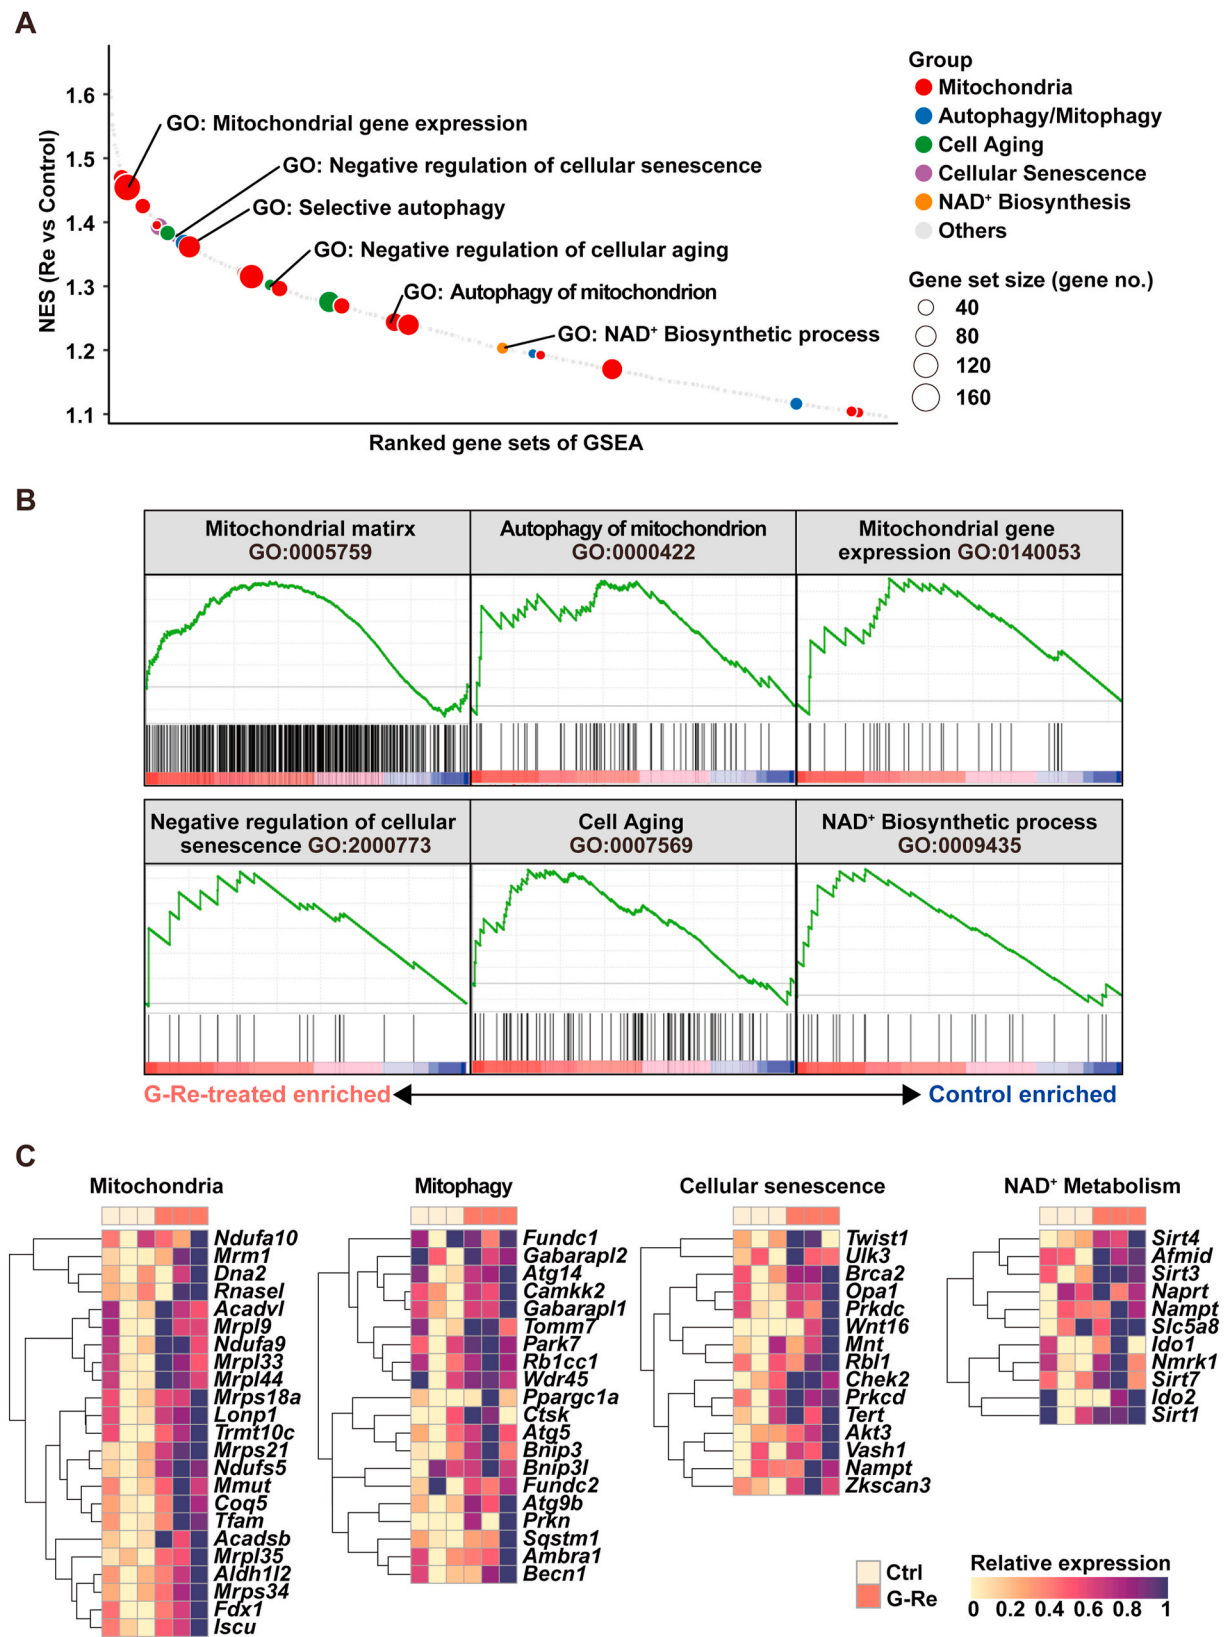 A
NES (Re vs Control)
1.6
1.5
1.4
1.3
1.2
1.1
GO: Mitochondrial gene expression
GO: Negative regulation of cellular senescence
GO: Selective autophagy
GO: Negative regulation of cellular aging
GO: Autophagy of mitochondrion
GO: NAD+ Biosynthetic process
Ranked gene sets of GSEA
Group
Mitochondria
Autophagy/Mitophagy
Cell Aging
Cellular Senescence
NAD+ Biosynthesis
Others
Gene set size (gene no.)
40
80
120
160
B
Mitochondrial matirx
GO:0005759
Autophagy of mitochondrion
GO:0000422
Mitochondrial gene
expression GO:0140053
Negative regulation of cellular
senescence GO:2000773
Cell Aging
GO:0007569
NAD+ Biosynthetic process
GO:0009435
G-Re-treated enriched
Control enriched
C
Mitochondria
Ndufa10
Mrm1
Dna2
Rnasel
Acadvl
Mrpl9
Ndufa9
Mrpl33
Mrpl44
Mrps18a
Lonp1
Trmt10c
Mrps21
Ndufs5
Mmut
Coq5
Tfam
Acadsb
Mrpl35
Aldh1l2
Mrps34
Fdx1
Iscu
Mitophagy
Fundc1
Gabarapl2
Atg14
Camkk2
Gabarapl1
Tomm7
Park7
Rb1cc1
Wdr45
Ppargc1a
Ctsk
Atg5
Bnip3
Bnip3l
Fundc2
Atg9b
Prkn
Sqstm1
Ambra1
Becn1
Cellular senescence
Twist1
Ulk3
Brca2
Opa1
Prkdc
Wnt16
Mnt
Rbl1
Chek2
Prkcd
Tert
Akt3
Vash1
Nampt
Zkscan3
NAD+ Metabolism
Sirt4
Afmid
Sirt3
Naprt
Nampt
Slc5a8
Ido1
Nmrk1
Sirt7
Ido2
Sirt1
Ctrl
G-Re
Relative expression
0 0.2 0.4 0.6 0.8 1